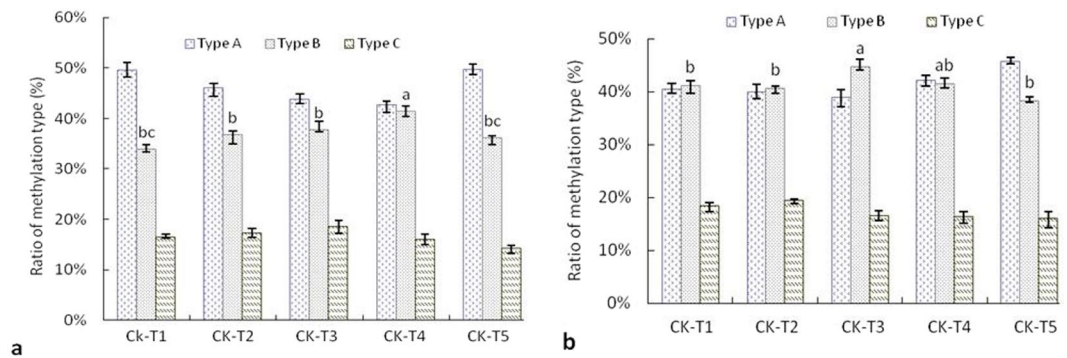 60%
50%
40%
30%
20%
10%
0%
Ratio of methylation type (%)
Type A Type B Type C
bc b b a bc
Ck-T1 CK-T2 CK-T3 CK-T4 CK-T5
a
50%
40%
30%
20%
10%
0%
Ratio of methylation type (%)
Type A Type B Type C
b b a ab b
CK-T1 CK-T2 CK-T3 CK-T4 CK-T5
b